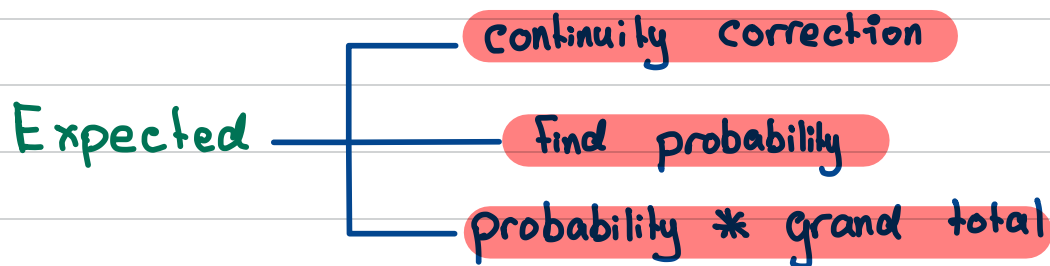 continuity correction
Expected
find probability
probability * grand total